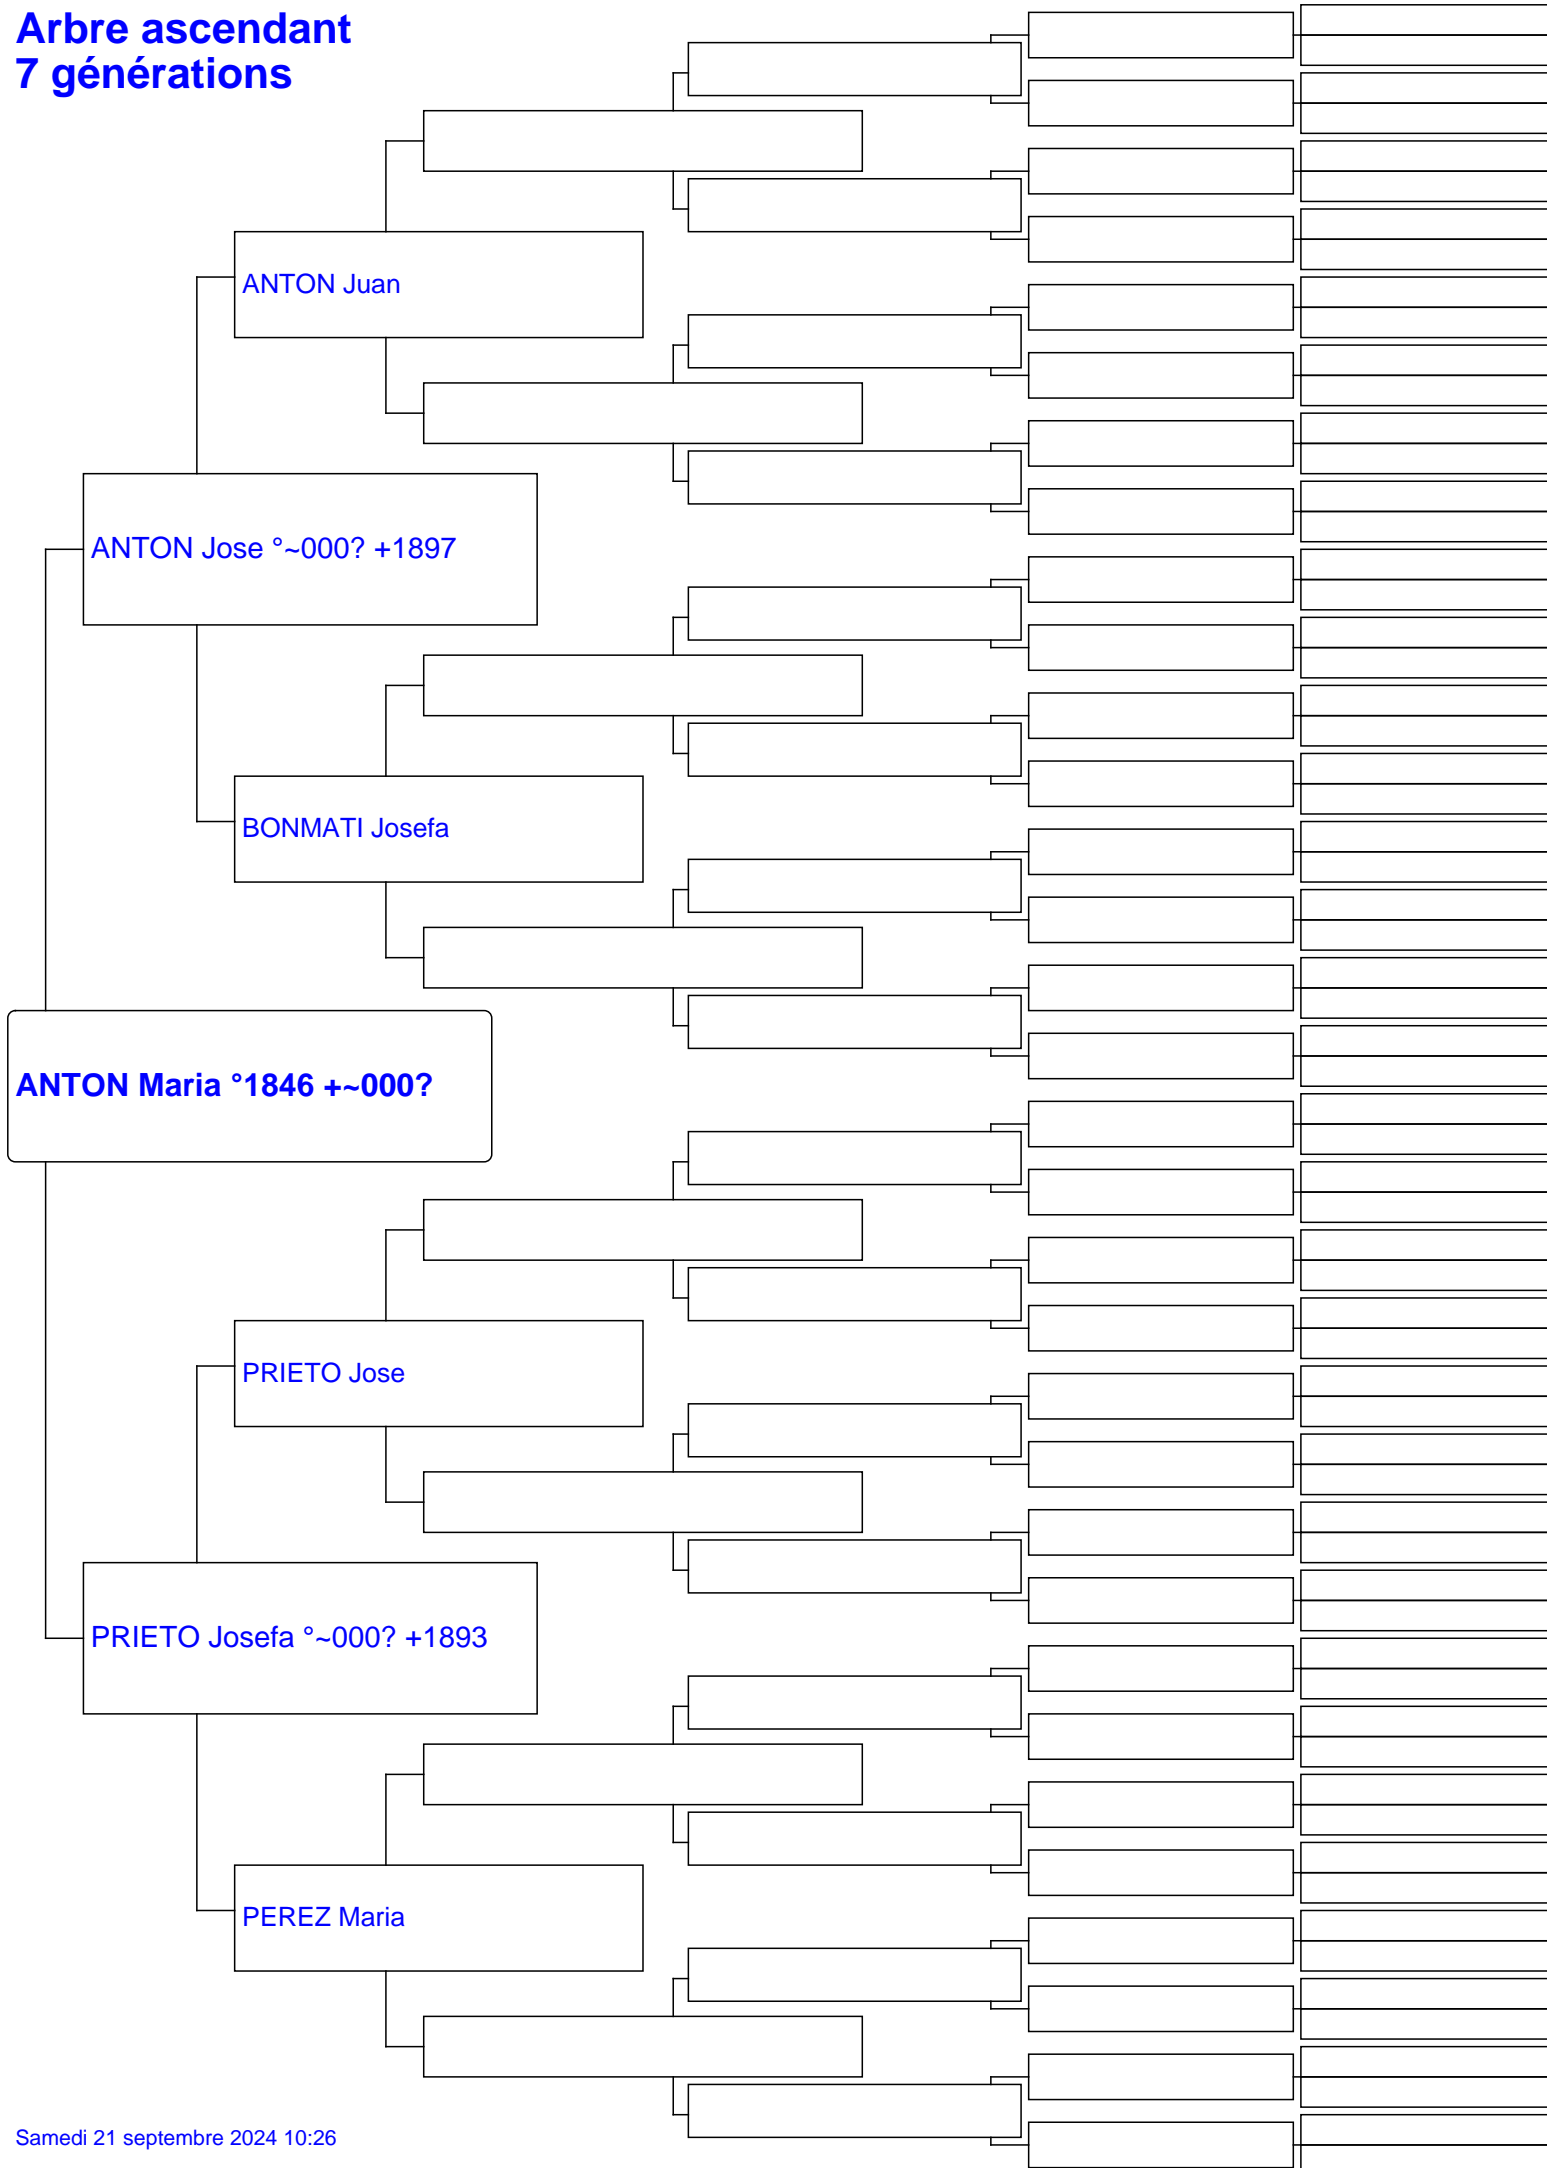 Arbre ascendant
7 générations
ANTON Juan
ANTON Jose °~000? +1897
BONMATI Josefa
ANTON Maria °1846 +~000?
PRIETO Jose
PRIETO Josefa °~000? +1893
PEREZ Maria
Samedi 21 septembre 2024 10:26